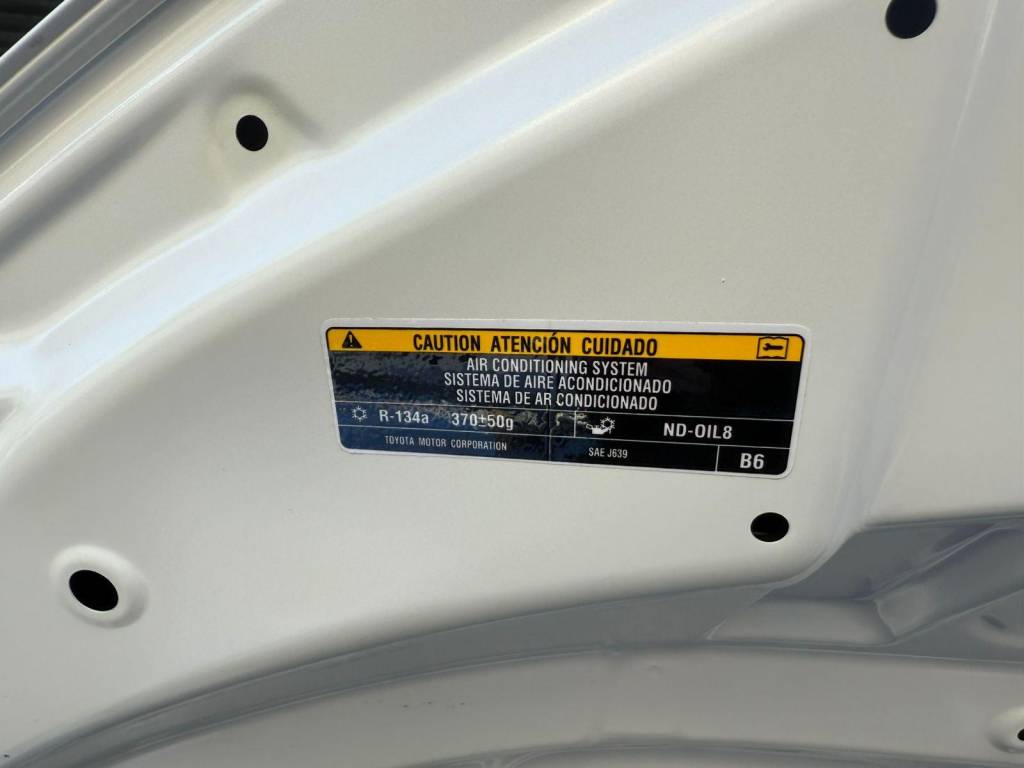 CAUTION ATENCIÓN CUIDADO
AIR CONDITIONING SYSTEM
SISTEMA DE AIRE ACONDICIONADO
SISTEMA DE AR CONDICIONADO
R-134a 370±50g ND-OIL8
TOYOTA MOTOR CORPORATION SAE J639 B6